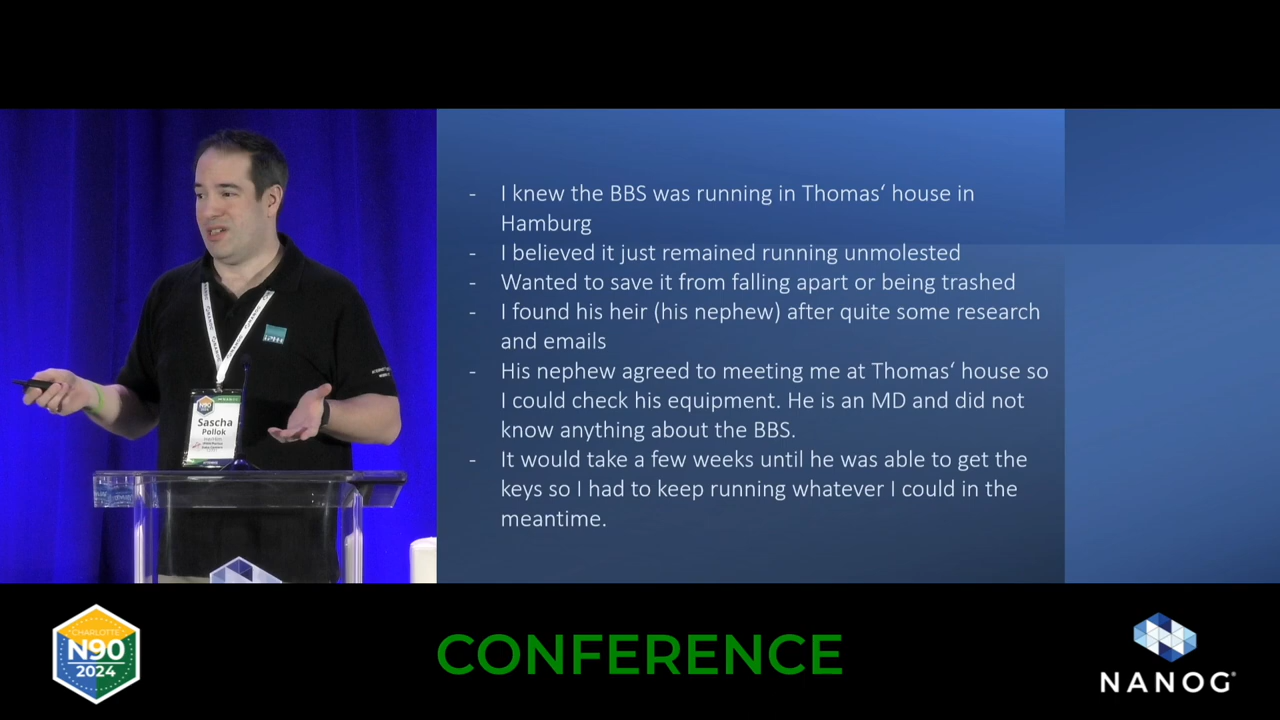 - I knew the BBS was running in Thomas‘ house in
Hamburg
- I believed it just remained running unmolested
- Wanted to save it from falling apart or being trashed
- I found his heir (his nephew) after quite some research
and emails
- His nephew agreed to meeting me at Thomas‘ house so
I could check his equipment. He is an MD and did not
know anything about the BBS.
- It would take a few weeks until he was able to get the
keys so I had to keep running whatever I could in the
meantime.
N90
Sascha
Pollok
CHARLOTTE
N90
2024
CONFERENCE
NANOG®